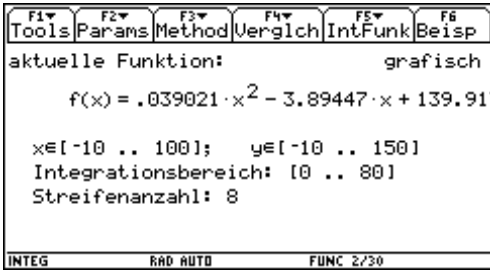 F1▾ F2▾ F3▾ F4▾ F5▾ F6
Tools Params Method Verglch IntFunk Beisp
aktuelle Funktion: grafisch
f(x) = .039021·x² - 3.89447·x + 139.91
x∈[-10 .. 100]; y∈[-10 .. 150]
Integrationsbereich: [0 .. 80]
Streifenanzahl: 8
INTEG RAD AUTO FUNC 2/30